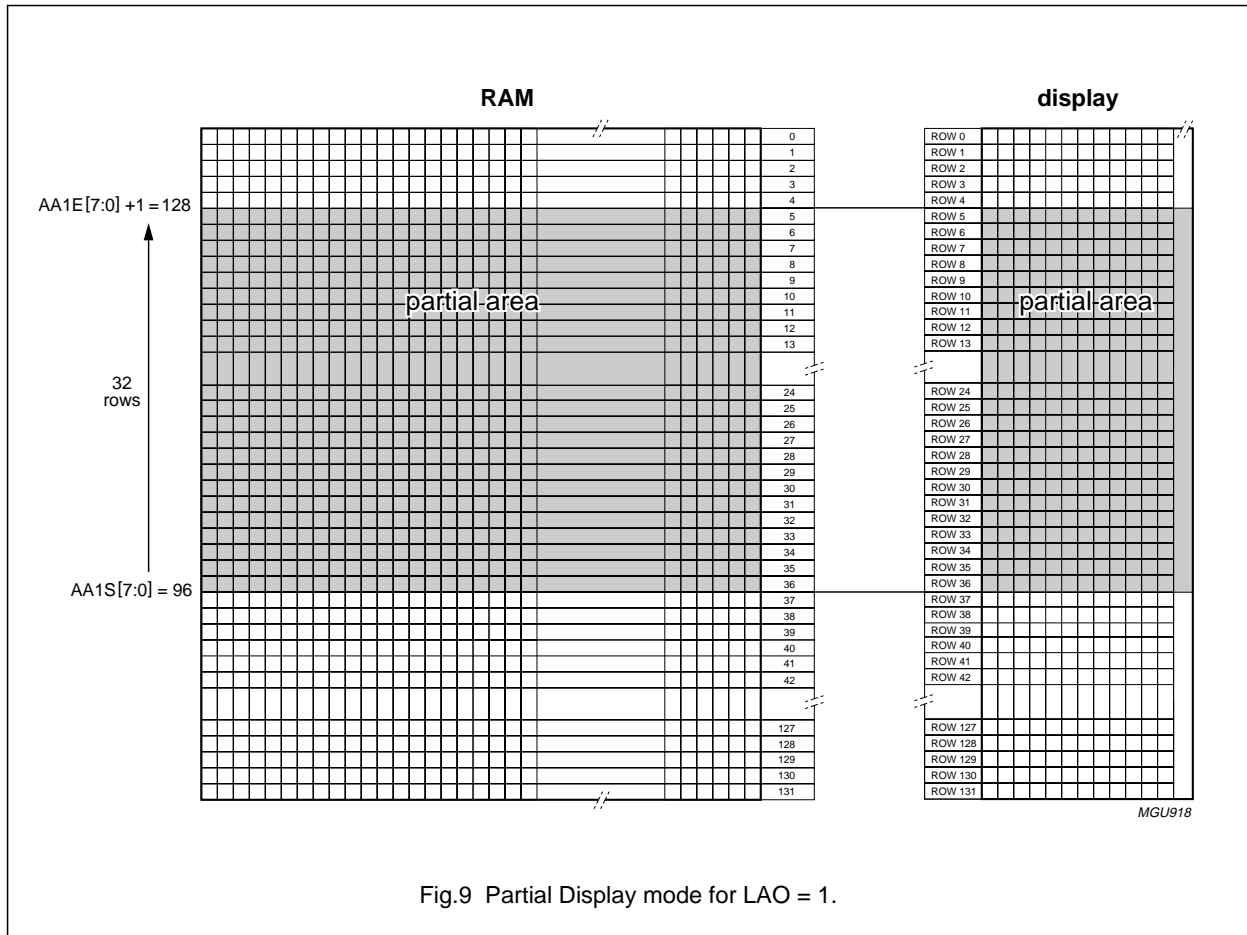 RAM
display
0
1
2
3
4
5
6
7
8
9
10
11
12
13
24
25
26
27
28
29
30
31
32
33
34
35
36
37
38
39
40
41
42
127
128
129
130
131
ROW 0
ROW 1
ROW 2
ROW 3
ROW 4
ROW 5
ROW 6
ROW 7
ROW 8
ROW 9
ROW 10
ROW 11
ROW 12
ROW 13
ROW 24
ROW 25
ROW 26
ROW 27
ROW 28
ROW 29
ROW 30
ROW 31
ROW 32
ROW 33
ROW 34
ROW 35
ROW 36
ROW 37
ROW 38
ROW 39
ROW 40
ROW 41
ROW 42
ROW 127
ROW 128
ROW 129
ROW 130
ROW 131
AA1E[7:0] +1 = 128
partial area
partial area
32
rows
AA1S[7:0] = 96
MGU918
Fig.9 Partial Display mode for LAO = 1.